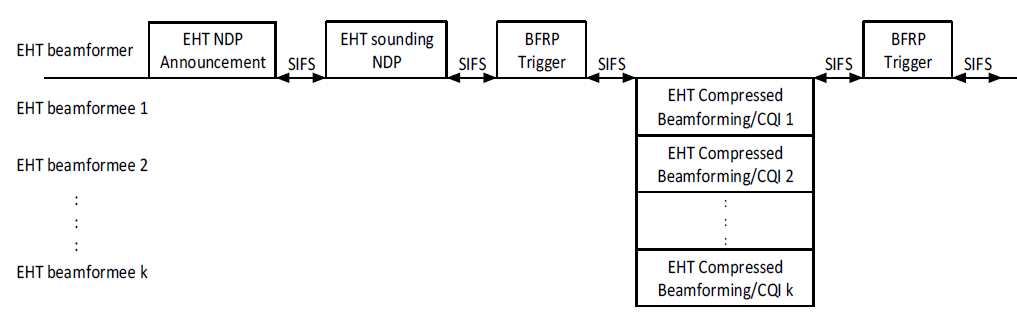 EHT beamformer
EHT NDP
Announcement
SIFS
EHT sounding
NDP
SIFS
BFRP
Trigger
SIFS
SIFS
BFRP
Trigger
SIFS
EHT beamformee 1
EHT Compressed
Beamforming/CQI 1
EHT beamformee 2
EHT Compressed
Beamforming/CQI 2
:
:
:
:
:
:
EHT beamformee k
EHT Compressed
Beamforming/CQI k